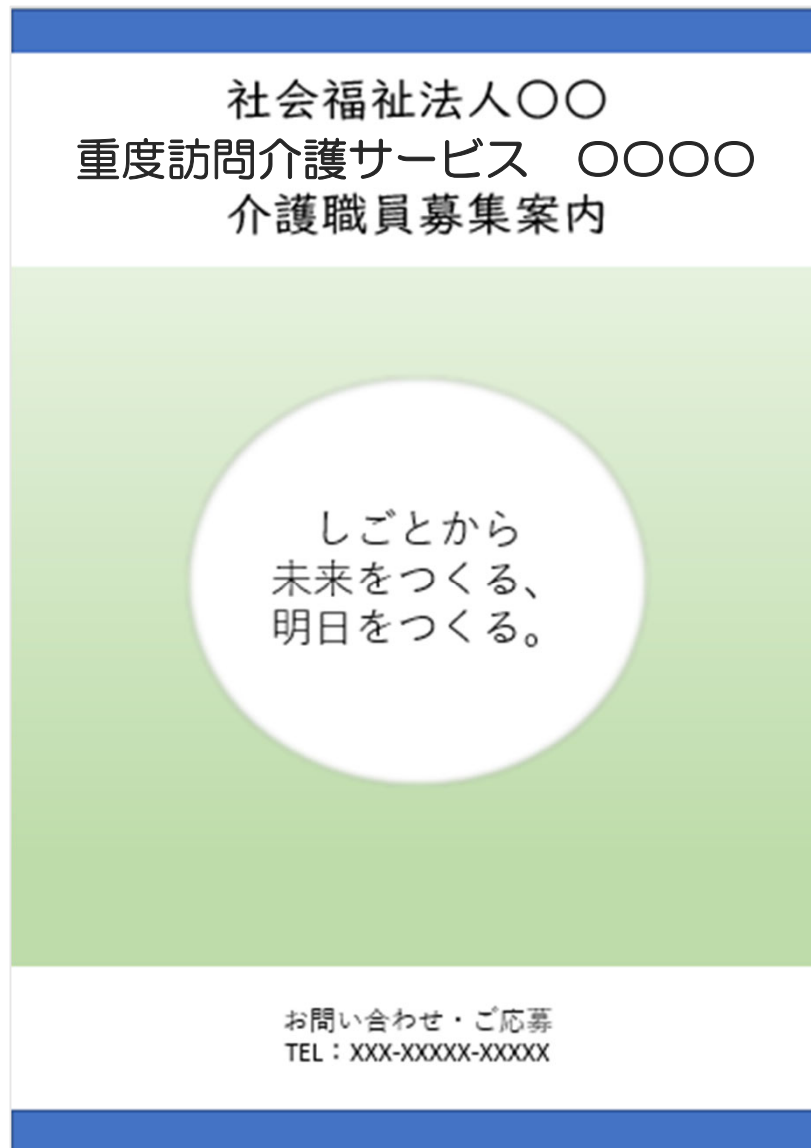 社会福祉法人〇〇
重度訪問介護サービス　〇〇〇〇
介護職員募集案内
しごとから
未来をつくる、
明日をつくる。
お問い合わせ・ご応募
TEL：XXX-XXXXX-XXXXX